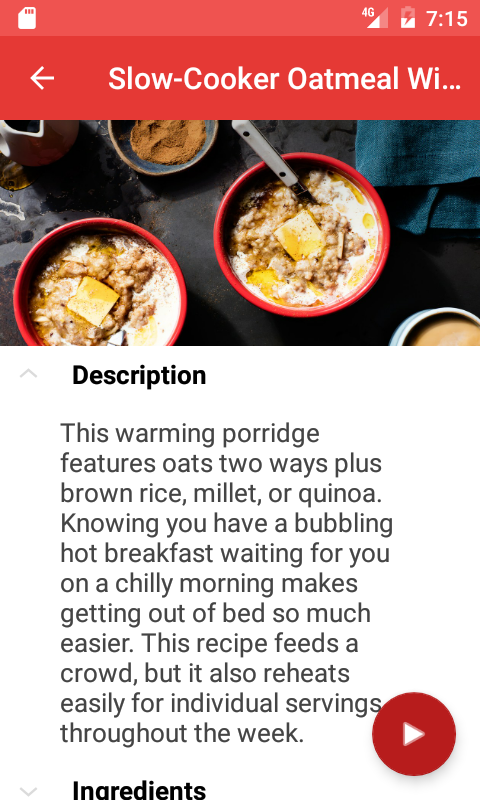 4G
7:15
Slow-Cooker Oatmeal Wi...
Description
This warming porridge
features oats two ways plus
brown rice, millet, or quinoa.
Knowing you have a bubbling
hot breakfast waiting for you
on a chilly morning makes
getting out of bed so much
easier. This recipe feeds a
crowd, but it also reheats
easily for individual servings
throughout the week.
Ingredients